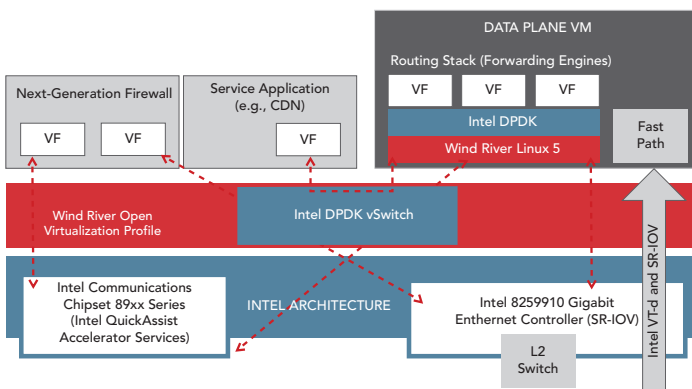 DATA PLANE VM
Routing Stack (Forwarding Engines)
VF
VF
VF
Intel DPDK
Wind River Linux 5
Fast
Path
Next-Generation Firewall
VF
VF
Service Application
(e.g., CDN)
VF
Wind River Open
Virtualization Profile
Intel DPDK vSwitch
Intel Communications
Chipset 89xx Series
(Intel QuickAssist
Accelerator Services)
INTEL ARCHITECTURE
Intel 8259910 Gigabit
Enthernet Controller (SR-IOV)
L2
Switch
Intel VT-d and SR-IOV